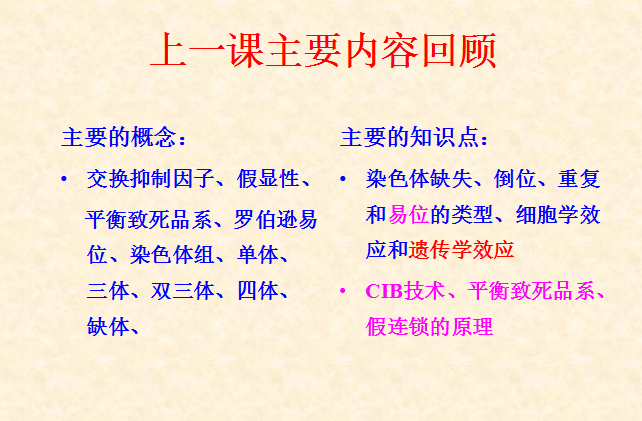 上一课主要内容回顾
主要的概念：
• 交换抑制因子、假显性、
平衡致死品系、罗伯逊易
位、染色体组、单体、
三体、双三体、四体、
缺体、
主要的知识点：
• 染色体缺失、倒位、重复
和易位的类型、细胞学效
应和遗传学效应
• CIB技术、平衡致死品系、
假连锁的原理